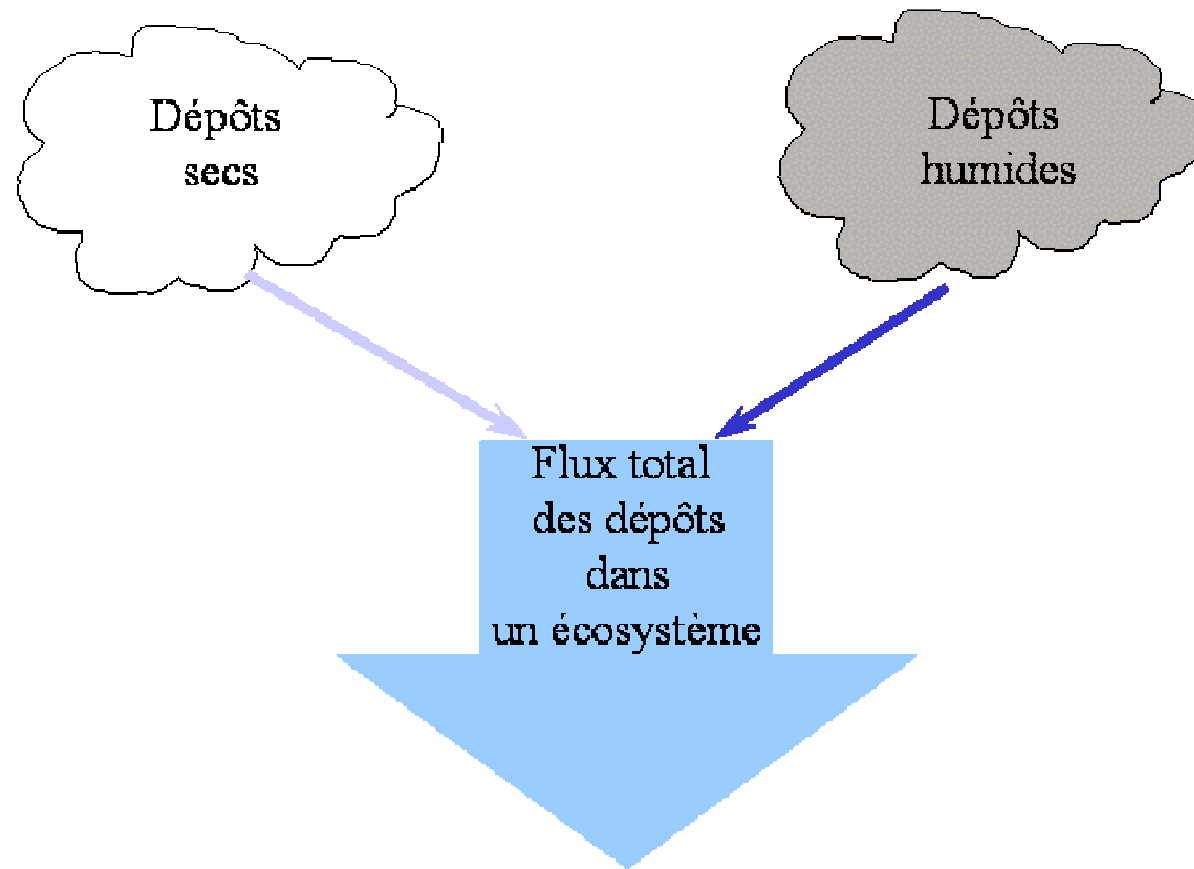 Dépôts
secs
Dépôts
humides
Flux total
des dépôts
dans
un écosystème